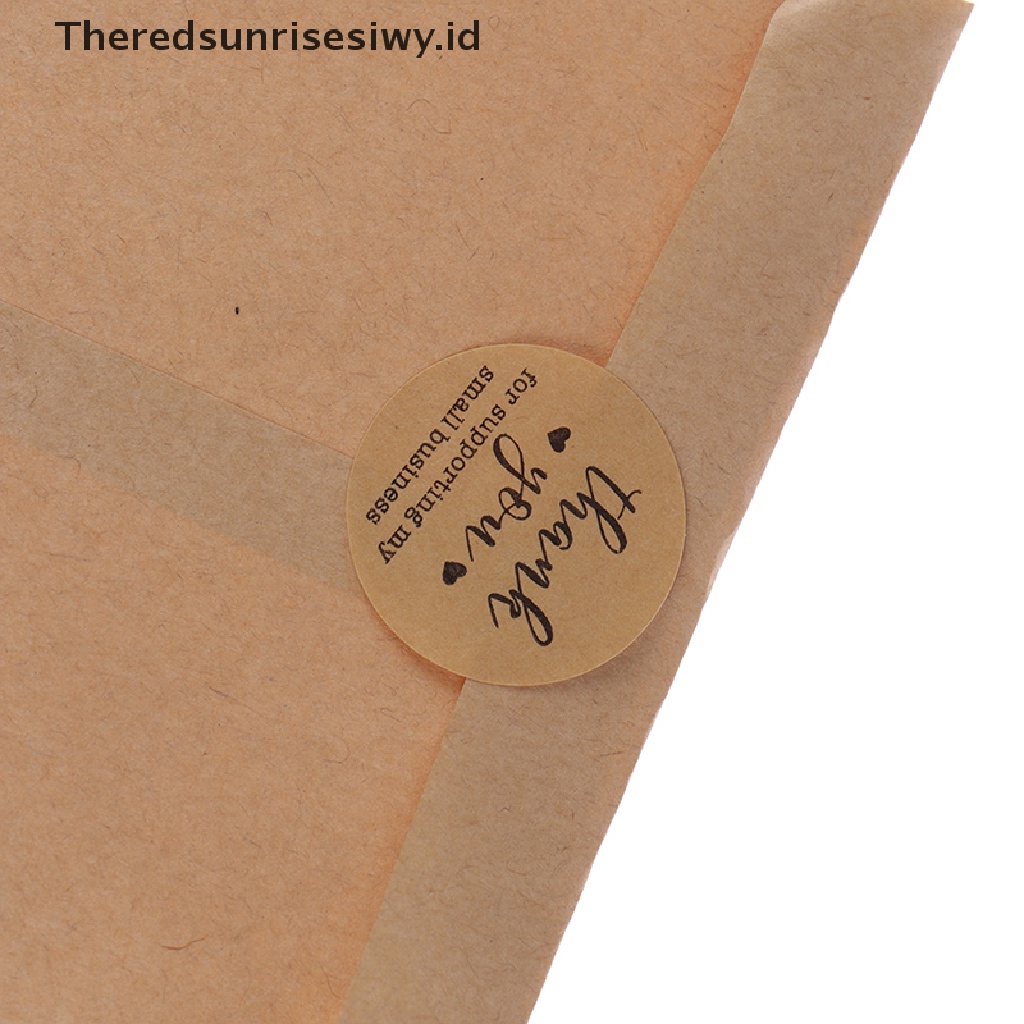 Theredsunrisesiwy.id
thank
you
for supporting my
small business